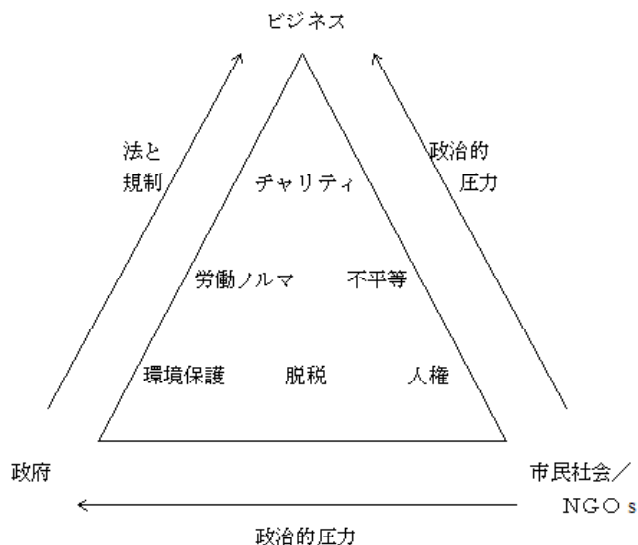 ビジネス
法と
規制
政治的
圧力
チャリティ
労働ノルマ
不平等
環境保護
脱税
人権
政府
市民社会／
ＮＧＯｓ
政治的圧力